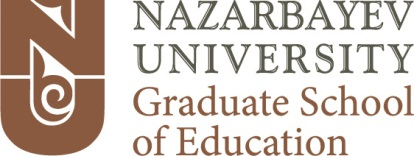 NAZARBAYEV
UNIVERSITY
Graduate School
of Education